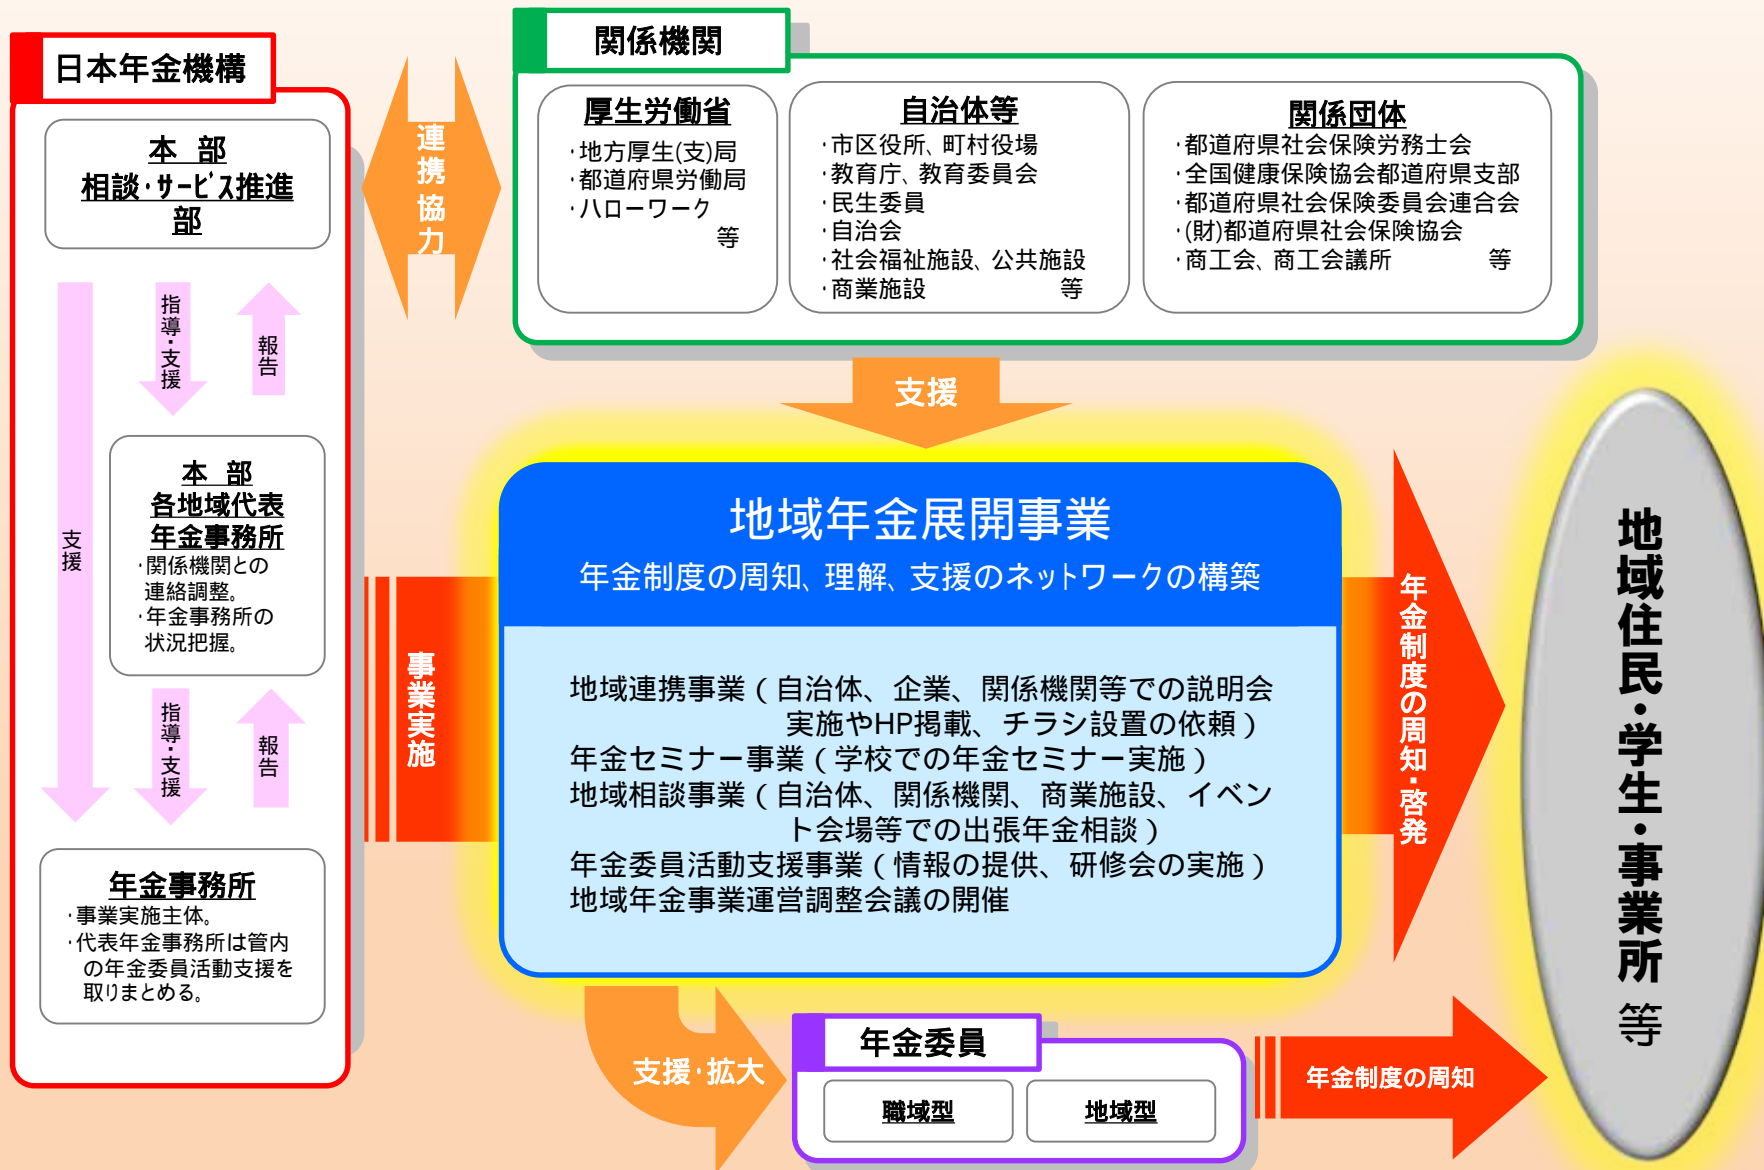 日本年金機構
本 部
相談・サービス推進
部
指導・支援
報告
支援
本 部
各地域代表
年金事務所
・関係機関との
連絡調整。
・年金事務所の
状況把握。
指導・支援
報告
年金事務所
・事業実施主体。
・代表年金事務所は管内
の年金委員活動支援を
取りまとめる。
連携協力
関係機関
厚生労働省
・地方厚生(支)局
・都道府県労働局
・ハローワーク
等
自治体等
・市区役所、町村役場
・教育庁、教育委員会
・民生委員
・自治会
・社会福祉施設、公共施設
・商業施設 等
関係団体
・都道府県社会保険労務士会
・全国健康保険協会都道府県支部
・都道府県社会保険委員会連合会
・(財)都道府県社会保険協会
・商工会、商工会議所 等
支援
事業実施
地域年金展開事業
年金制度の周知、理解、支援のネットワークの構築
地域連携事業（自治体、企業、関係機関等での説明会
実施やHP掲載、チラシ設置の依頼）
年金セミナー事業（学校での年金セミナー実施）
地域相談事業（自治体、関係機関、商業施設、イベン
ト会場等での出張年金相談）
年金委員活動支援事業（情報の提供、研修会の実施）
地域年金事業運営調整会議の開催
年金制度の周知・啓発
地域住民・学生・事業所 等
支援・拡大
年金委員
職域型
地域型
年金制度の周知